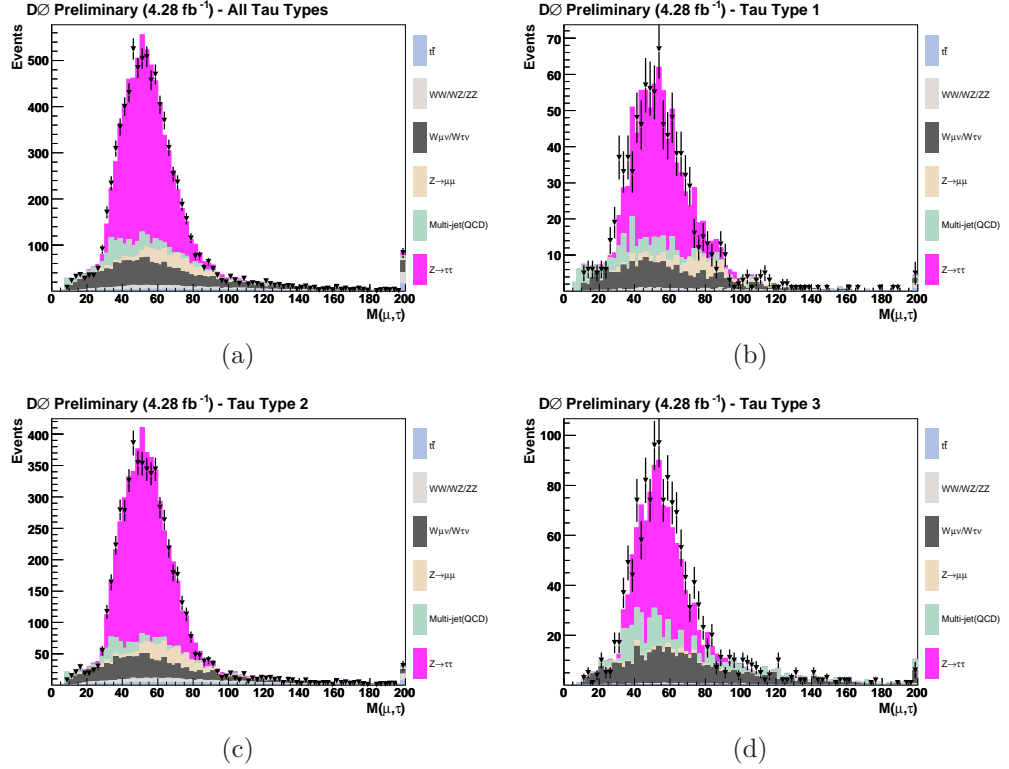 DØ Preliminary (4.28 fb⁻¹) - All Tau Types
Events
500
400
300
200
100
0 20 40 60 80 100 120 140 160 180 200
M(μ,τ)
tt̄
WW/WZ/ZZ
Wμν/Wτν
Z→μμ
Multi-jet(QCD)
Z→ττ
(a)
DØ Preliminary (4.28 fb⁻¹) - Tau Type 1
Events
70
60
50
40
30
20
10
0 20 40 60 80 100 120 140 160 180 200
M(μ,τ)
tt̄
WW/WZ/ZZ
Wμν/Wτν
Z→μμ
Multi-jet(QCD)
Z→ττ
(b)
DØ Preliminary (4.28 fb⁻¹) - Tau Type 2
Events
400
350
300
250
200
150
100
50
0 20 40 60 80 100 120 140 160 180 200
M(μ,τ)
tt̄
WW/WZ/ZZ
Wμν/Wτν
Z→μμ
Multi-jet(QCD)
Z→ττ
(c)
DØ Preliminary (4.28 fb⁻¹) - Tau Type 3
Events
100
80
60
40
20
0 20 40 60 80 100 120 140 160 180 200
M(μ,τ)
tt̄
WW/WZ/ZZ
Wμν/Wτν
Z→μμ
Multi-jet(QCD)
Z→ττ
(d)